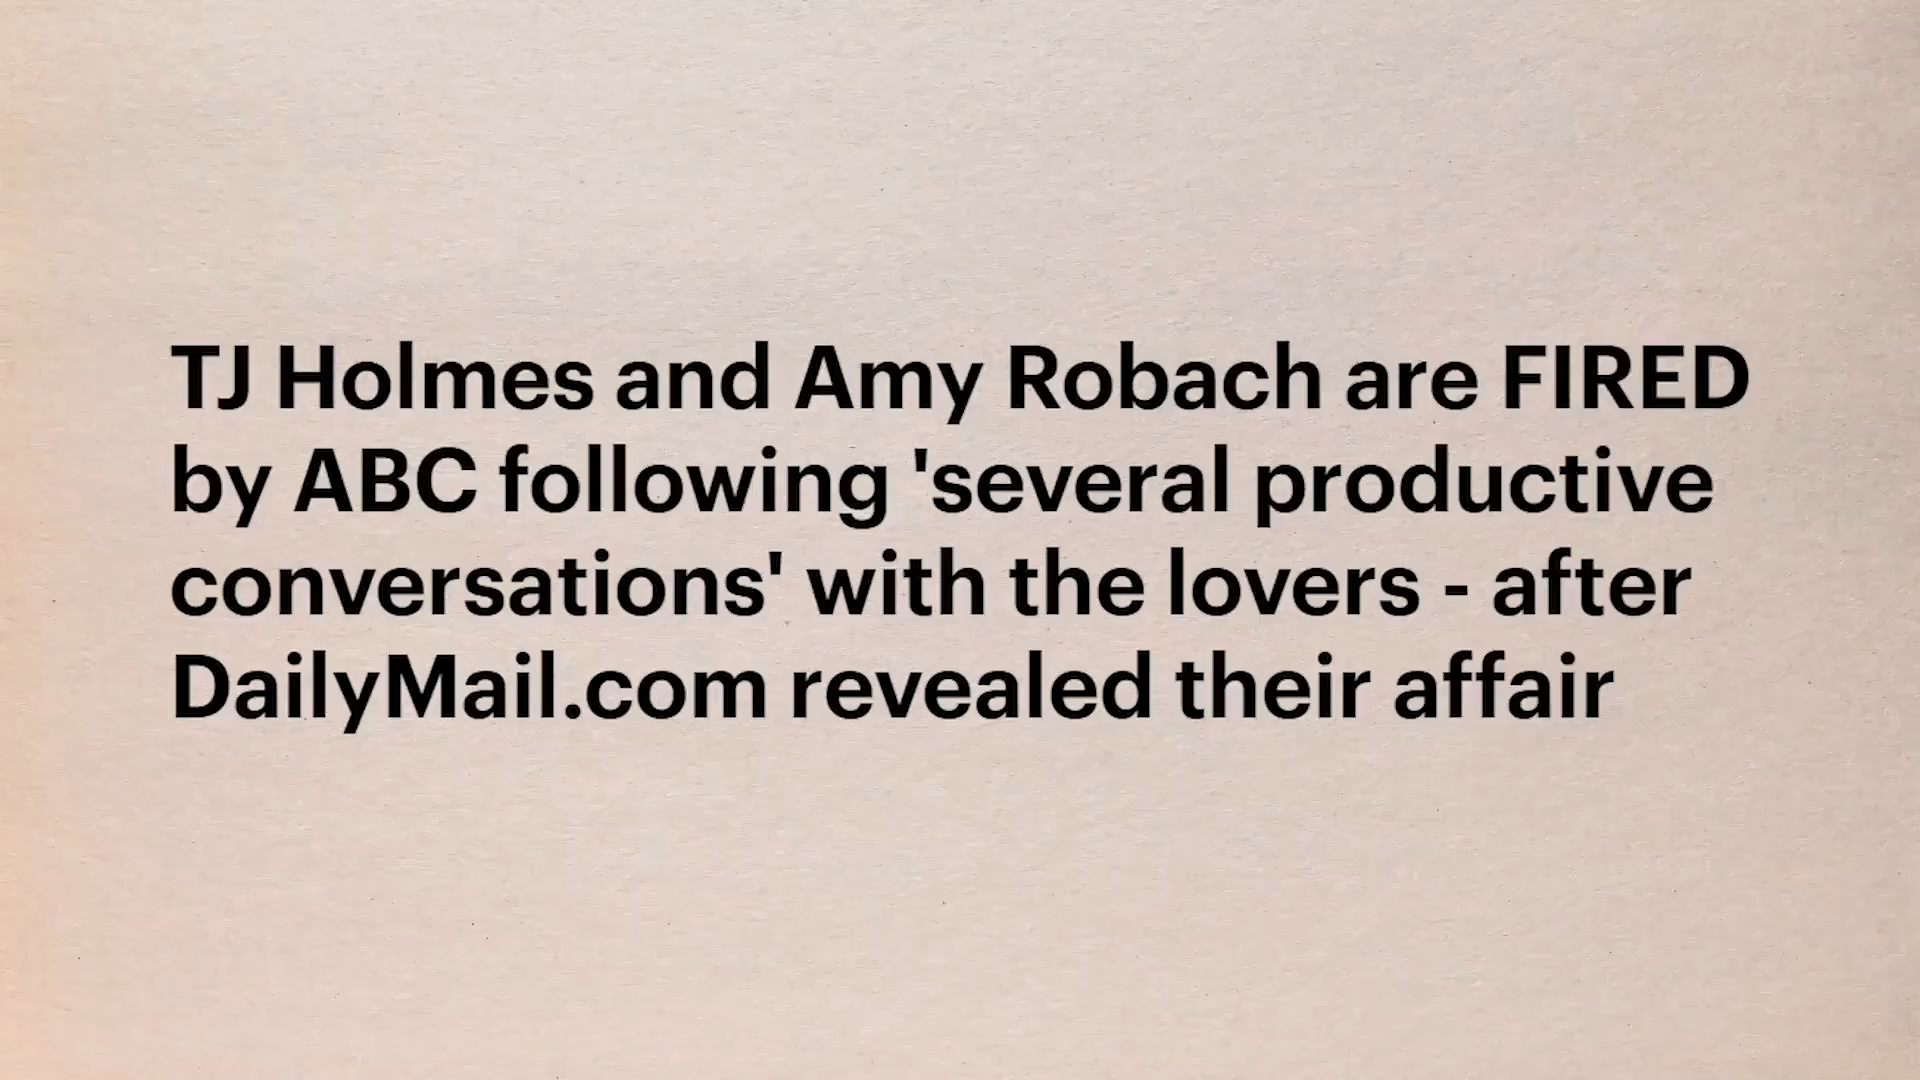 TJ Holmes and Amy Robach are FIRED
by ABC following 'several productive
conversations' with the lovers - after
DailyMail.com revealed their affair